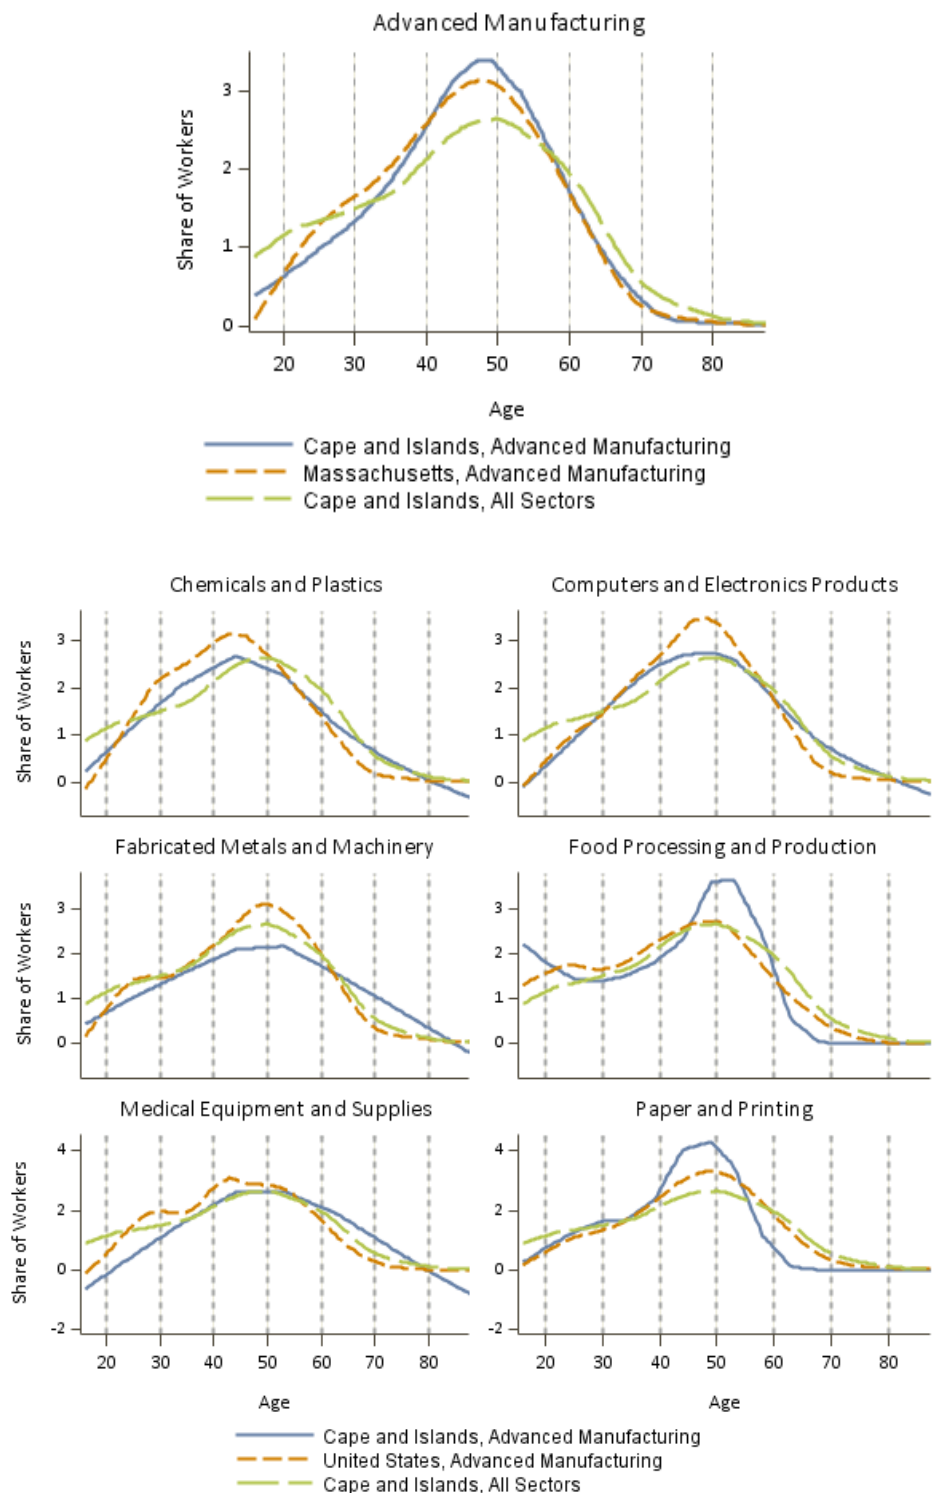 Advanced Manufacturing
Share of Workers
3
2
1
0
20 30 40 50 60 70 80
Age
Cape and Islands, Advanced Manufacturing
Massachusetts, Advanced Manufacturing
Cape and Islands, All Sectors
Chemicals and Plastics
Share of Workers
3
2
1
0
Computers and Electronics Products
3
2
1
0
Fabricated Metals and Machinery
Share of Workers
3
2
1
0
Food Processing and Production
3
2
1
0
Medical Equipment and Supplies
Share of Workers
4
2
0
-2
20 30 40 50 60 70 80
Age
Paper and Printing
4
2
0
-2
20 30 40 50 60 70 80
Age
Cape and Islands, Advanced Manufacturing
United States, Advanced Manufacturing
Cape and Islands, All Sectors